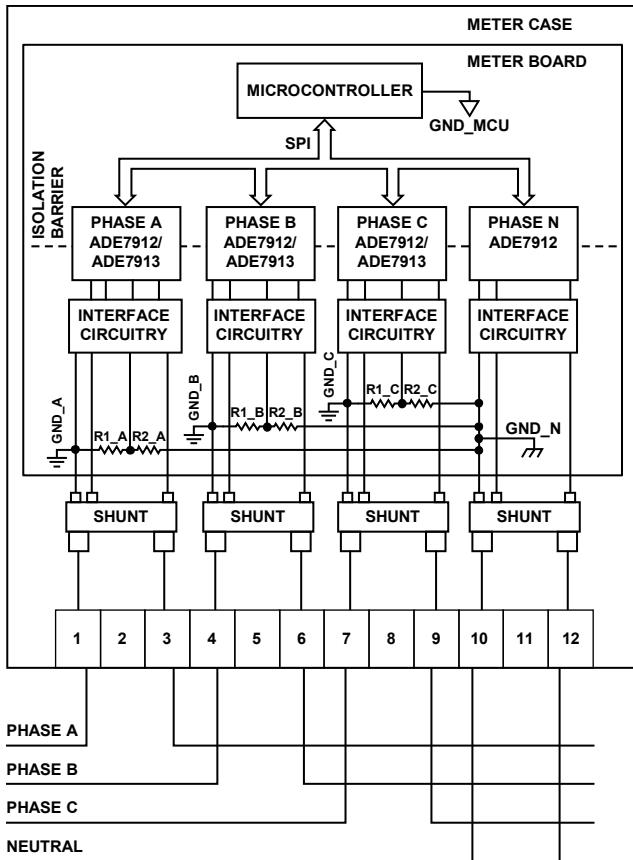 METER CASE
METER BOARD
MICROCONTROLLER
GND_MCU
SPI
ISOLATION
BARRIER
PHASE A
ADE7912/
ADE7913
PHASE B
ADE7912/
ADE7913
PHASE C
ADE7912/
ADE7913
PHASE N
ADE7912
INTERFACE
CIRCUITRY
INTERFACE
CIRCUITRY
INTERFACE
CIRCUITRY
INTERFACE
CIRCUITRY
GND_A
R1_A R2_A
GND_B
R1_B R2_B
GND_C
R1_C R2_C
GND_N
SHUNT
SHUNT
SHUNT
SHUNT
1 2 3 4 5 6 7 8 9 10 11 12
PHASE A
PHASE B
PHASE C
NEUTRAL